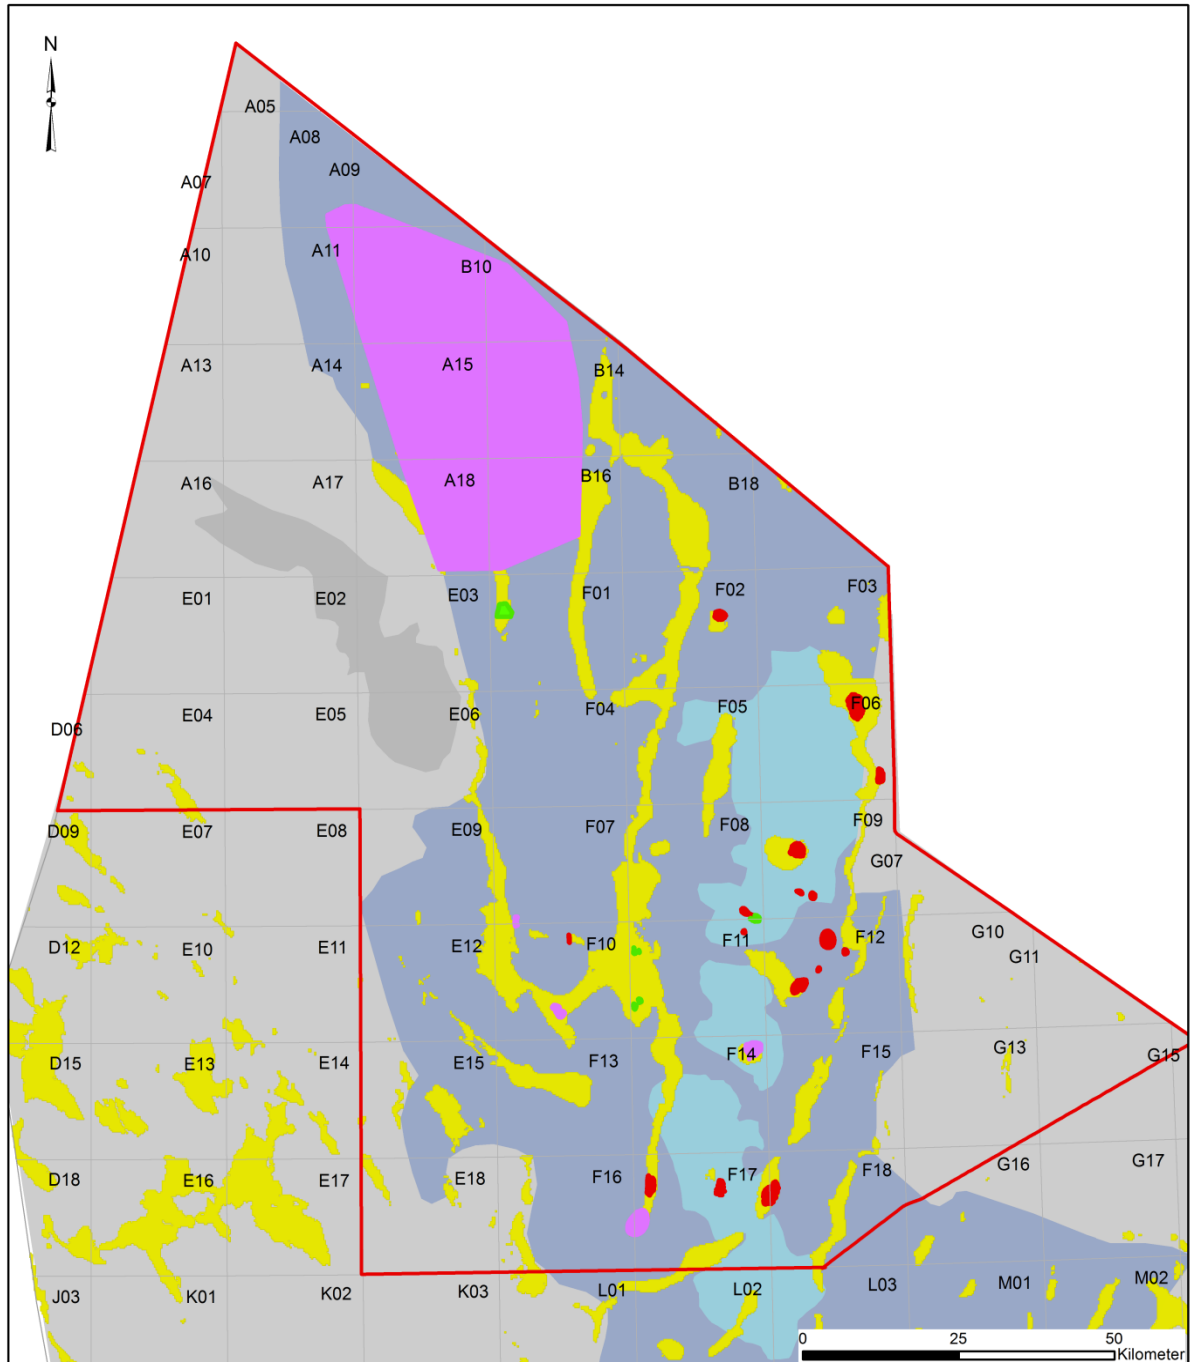 N
A05
A08
A09
A07
A10 A11 B10
A13 A14 A15 B14
A16 A17 A18 B16 B18
E01 E02 E03 F01 F02 F03
D06 E04 E05 E06 F04 F05 F06
D09 E07 E08 E09 F07 F08 F09
G07
D12 E10 E11 E12 F10 F11 F12 G10
G11
D15 E13 E14 E15 F13 F14 F15 G13 G15
D18 E16 E17 E18 F16 F17 F18 G16 G17
J03 K01 K02 K03 L01 L02 L03 M01 M02
0 25 50
Kilometer